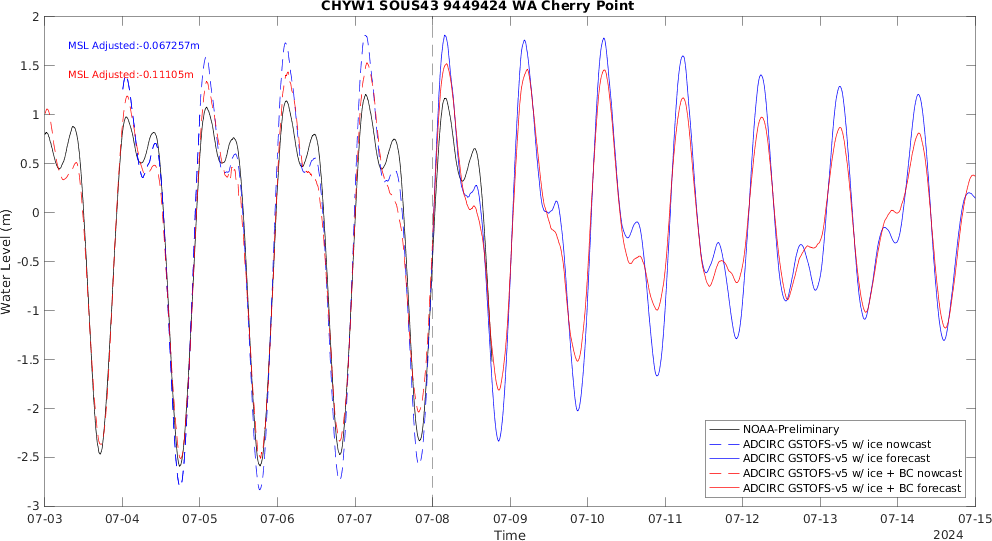 CHYW1 SOUS43 9449424 WA Cherry Point
MSL Adjusted:-0.067257m
MSL Adjusted:-0.11105m
Water Level (m)
2
1.5
1
0.5
0
-0.5
-1
-1.5
-2
-2.5
-3
NOAA-Preliminary
ADCIRC GSTOFS-v5 w/ ice nowcast
ADCIRC GSTOFS-v5 w/ ice forecast
ADCIRC GSTOFS-v5 w/ ice + BC nowcast
ADCIRC GSTOFS-v5 w/ ice + BC forecast
07-03 07-04 07-05 07-06 07-07 07-08 07-09 07-10 07-11 07-12 07-13 07-14 07-15
Time
2024